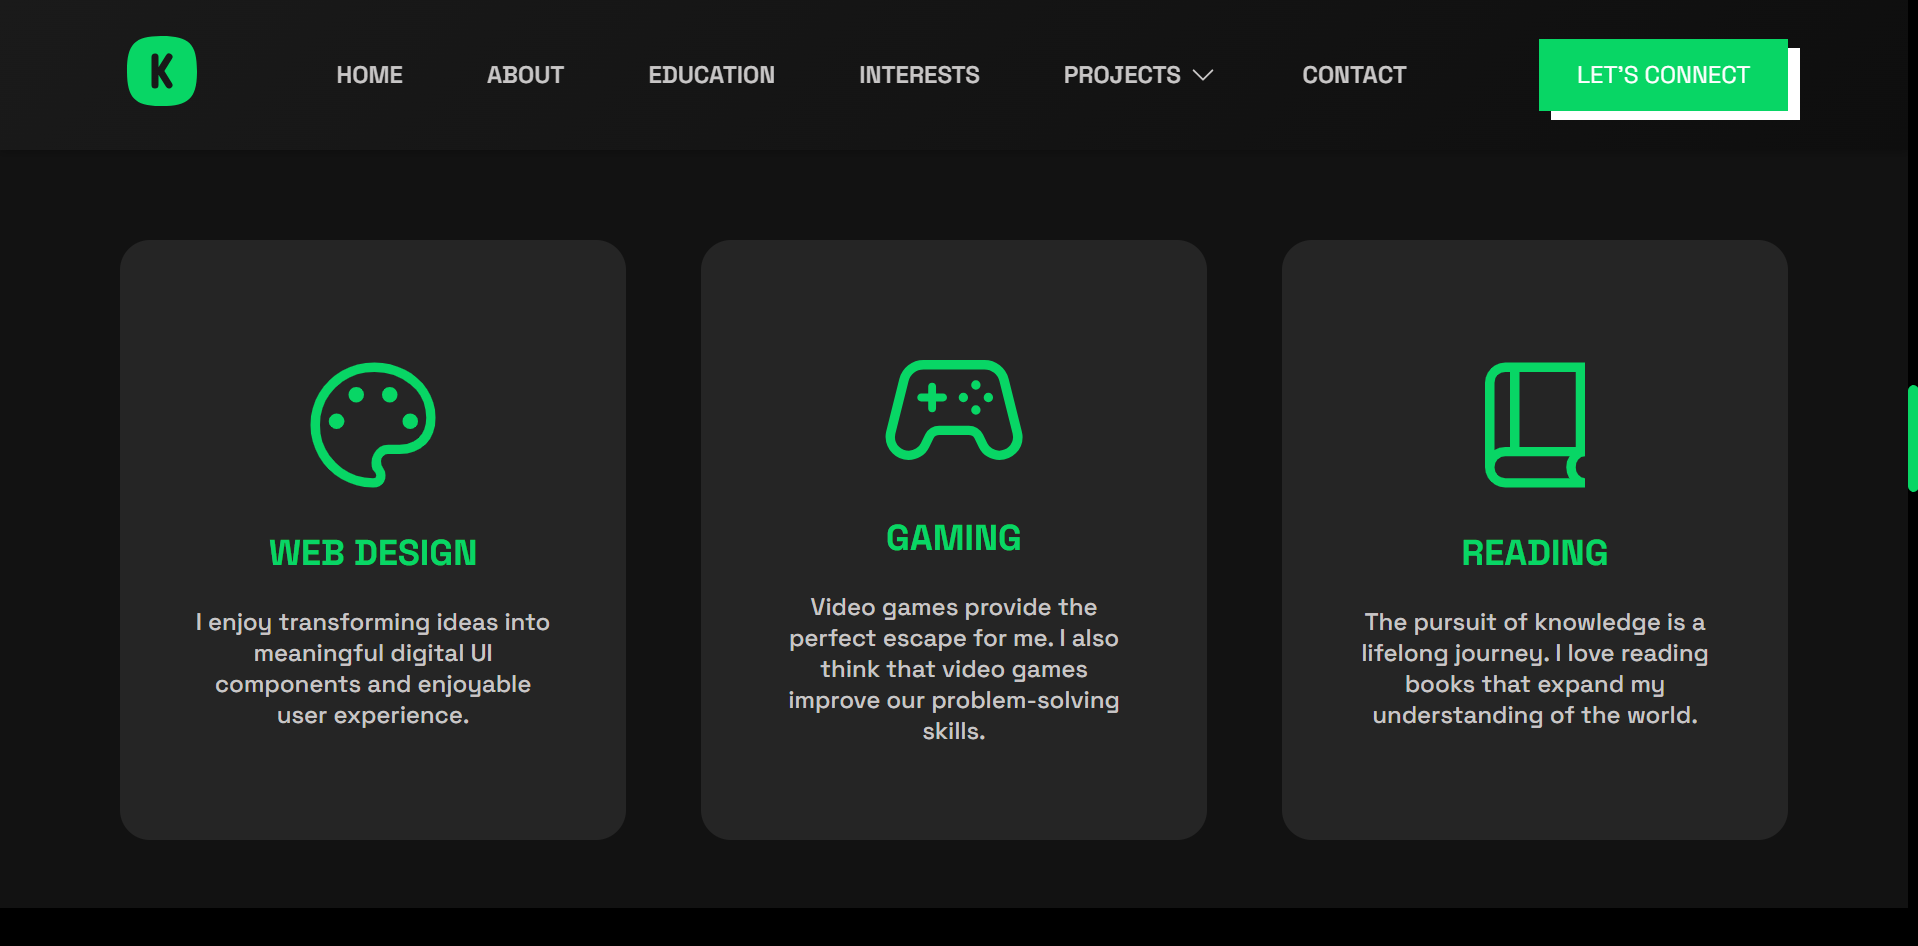 K
HOME ABOUT EDUCATION INTERESTS PROJECTS CONTACT LET'S CONNECT
WEB DESIGN
I enjoy transforming ideas into
meaningful digital UI
components and enjoyable
user experience.
GAMING
Video games provide the
perfect escape for me. I also
think that video games
improve our problem-solving
skills.
READING
The pursuit of knowledge is a
lifelong journey. I love reading
books that expand my
understanding of the world.